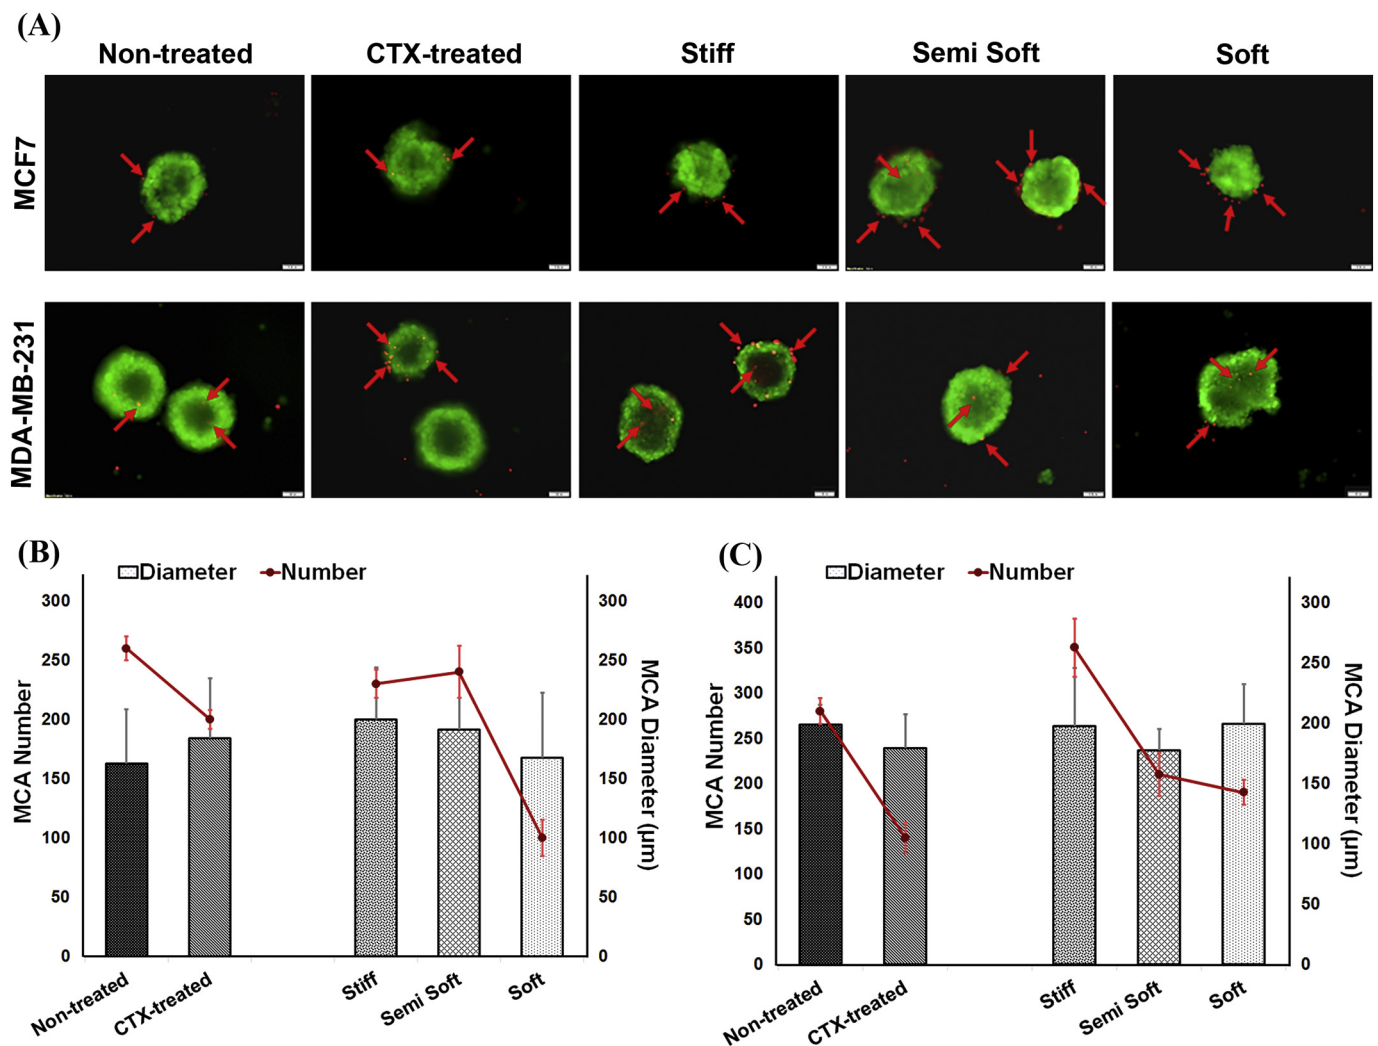 (A)
Non-treated CTX-treated Stiff Semi Soft Soft
MCF7
MDA-MB-231
(B)
Diameter Number
MCA Number
300
250
200
150
100
50
0
300
250
200
150
100
50
0
MCA Diameter (µm)
Non-treated CTX-treated Stiff Semi Soft Soft
(C)
Diameter Number
MCA Number
400
350
300
250
200
150
100
50
0
300
250
200
150
100
50
0
MCA Diameter (µm)
Non-treated CTX-treated Stiff Semi Soft Soft